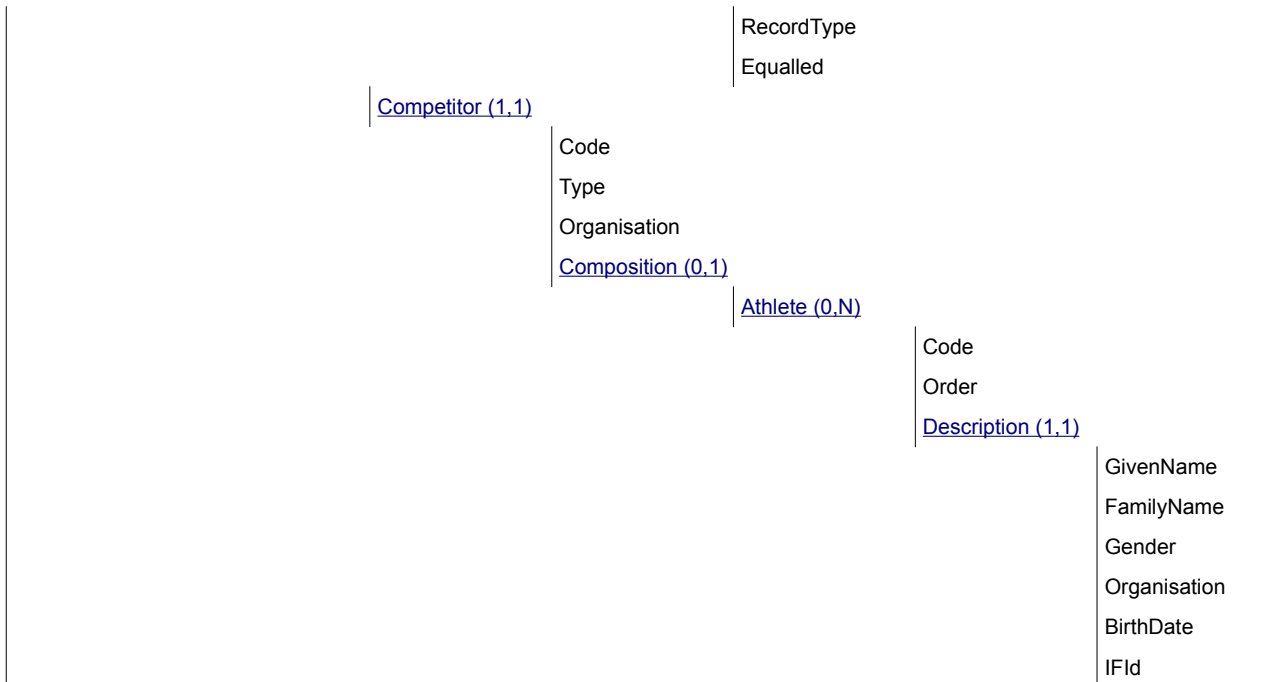 RecordType
Equalled
Competitor (1,1)
Code
Type
Organisation
Composition (0,1)
Athlete (0,N)
Code
Order
Description (1,1)
GivenName
FamilyName
Gender
Organisation
BirthDate
IFId